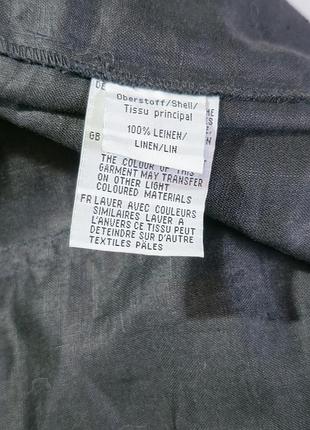 DE
Oberstoff/Shell/
Tissu principal
100% LEINEN/
LINEN/LIN
GB
THE COLOUR OF THIS
GARMENT MAY TRANSFER
ON OTHER LIGHT
COLOURED MATERIALS
FR LAVER AVEC COULEURS
SIMILAIRES LAVER A
L'ANVERS CE TISSU PEUT
DETEINDRE SUR D'AUTRE
TEXTILES PÂLES